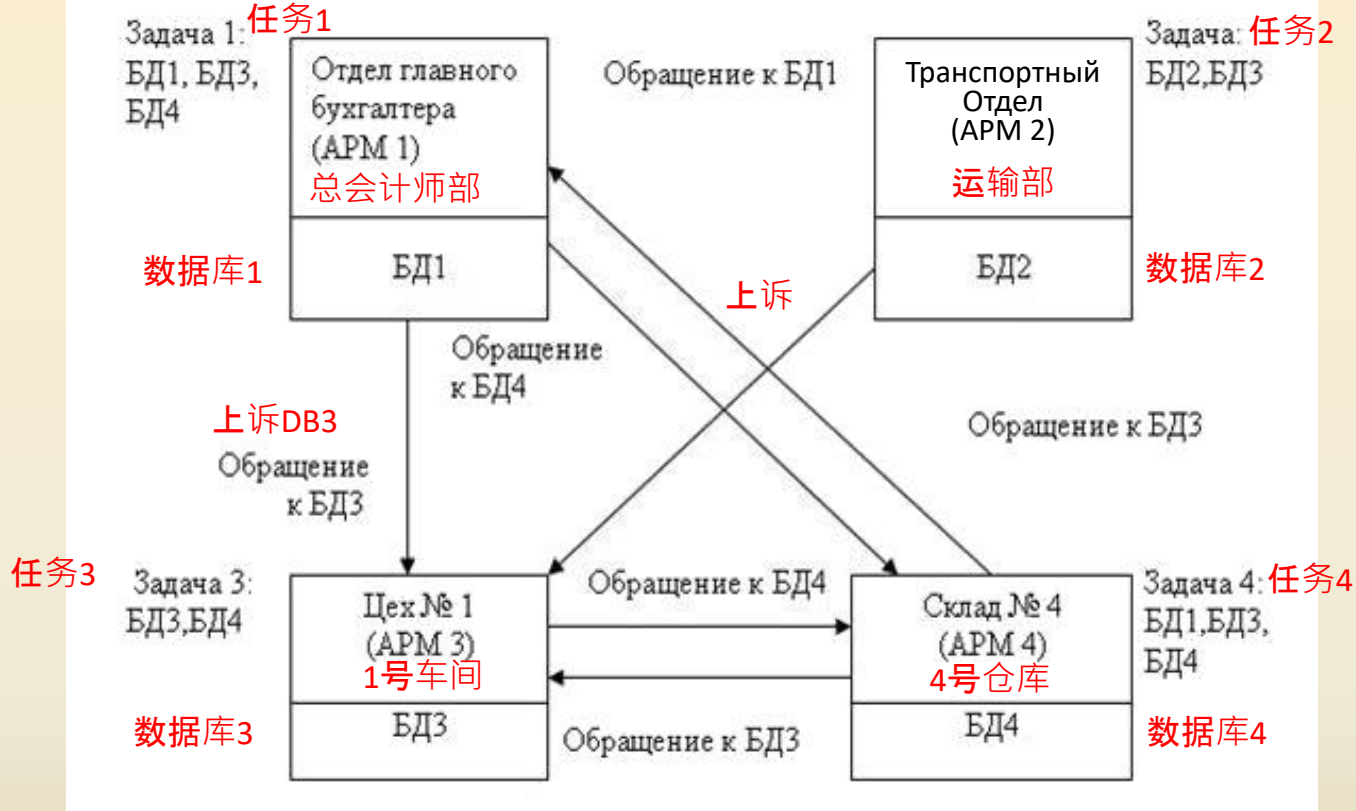 Задача 1:
任务1
БД1, БД3,
БД4
Отдел главного
бухгалтера
(АРМ 1)
总会计师部
Обращение к БД1
Транспортный
Отдел
(АРМ 2)
运输部
Задача:
任务2
БД2,БД3
数据库1
БД1
上诉
БД2
数据库2
Обращение
к БД4
上诉DB3
Обращение
к БД3
Обращение к БД3
任务3
Задача 3:
БД3,БД4
Цех № 1
(АРМ 3)
1号车间
Обращение к БД4
Склад № 4
(АРМ 4)
4号仓库
Задача 4:
任务4
БД1,БД3,
БД4
数据库3
БД3
Обращение к БД3
БД4
数据库4